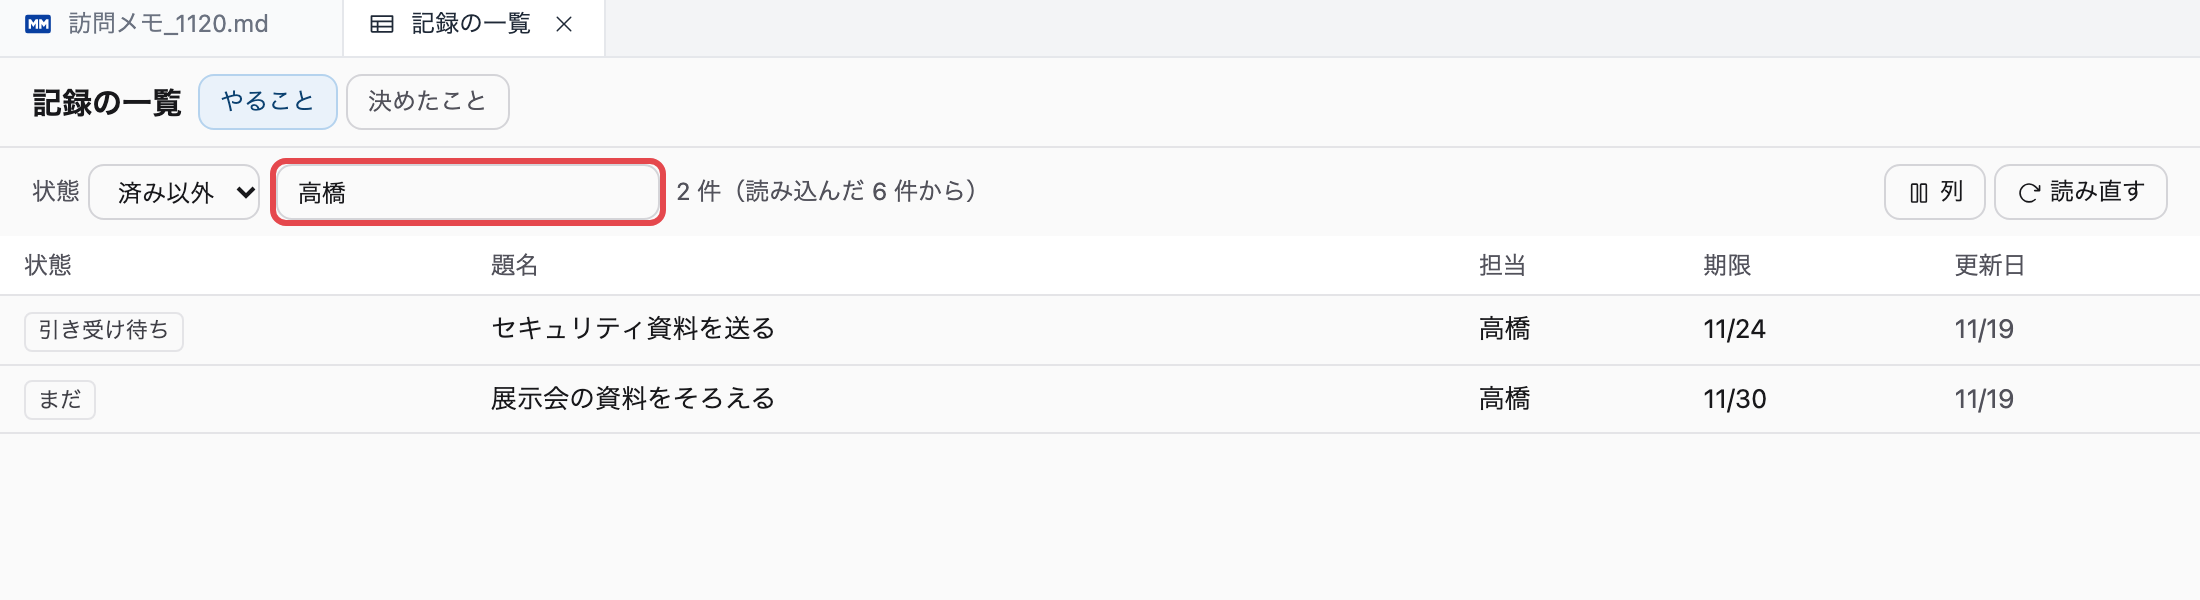 MM 訪問メモ_1120.md 記録の一覧
記録の一覧 やること 決めたこと
状態 済み以外 高橋 2 件（読み込んだ 6 件から） 列 読み直す
状態 題名 担当 期限 更新日
引き受け待ち セキュリティ資料を送る 高橋 11/24 11/19
まだ 展示会の資料をそろえる 高橋 11/30 11/19